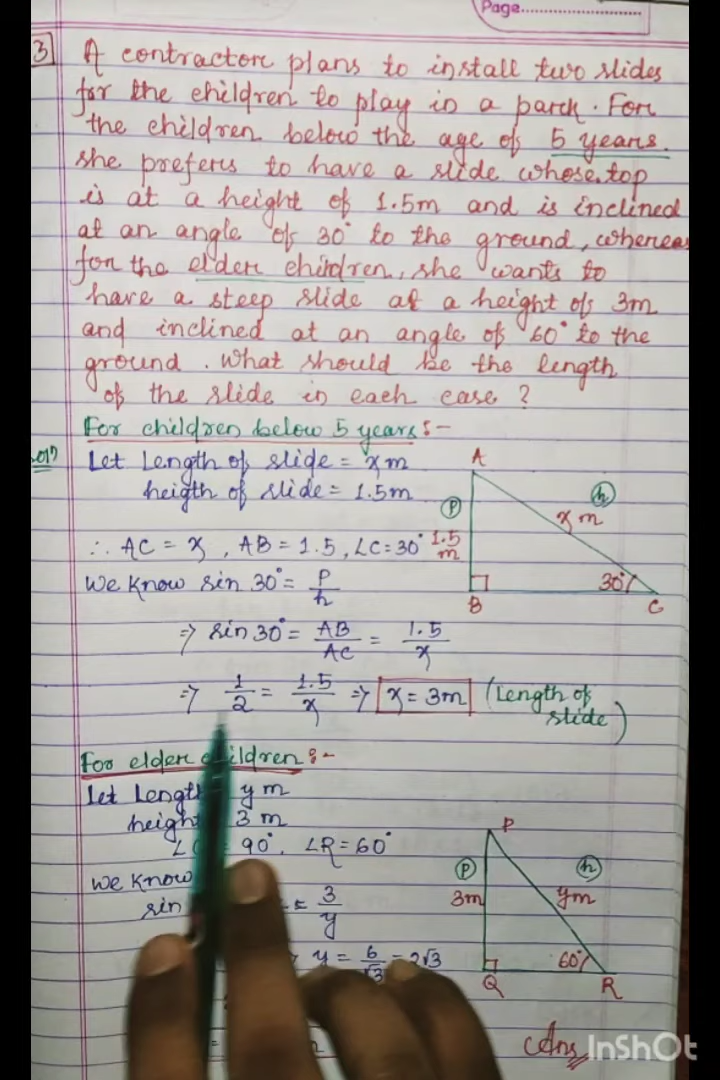 Page
3 A contractor plans to install two slides
for the children to play in a park. For
the children below the age of 5 years.
she prefers to have a slide whose top
is at a height of 1.5m and is inclined
at an angle of 30° to the ground, whereas
for the elder children, she wants to
have a steep slide at a height of 3m
and inclined at an angle of 60° to the
ground. What should be the length
of the slide in each case?
For children below 5 years :-
Soln Let Length of slide = x m
heigth of slide = 1.5m
∴ AC = x, AB = 1.5, ∠C = 30°
We know sin 30° = P/h
⇒ sin 30° = AB/AC = 1.5/x
⇒ 1/2 = 1.5/x ⇒ x = 3m (Length of slide)
A
P
h
x m
1.5 m
30°
B
C
For elder children :-
Let Length y m
height 3 m
= 90°, ∠R = 60°
We know
sin = 3/y
y = 6/√3 = 2√3
P
P
h
3m
ym
60°
Q
R
Ans
InShOt